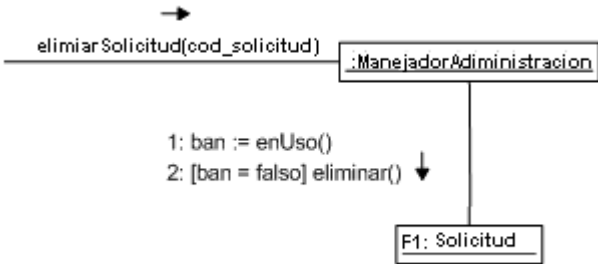 elimiarSolicitud(cod_solicitud)
:ManejadorAdiministracion
1: ban := enUso()
2: [ban = falso] eliminar()
F1: Solicitud